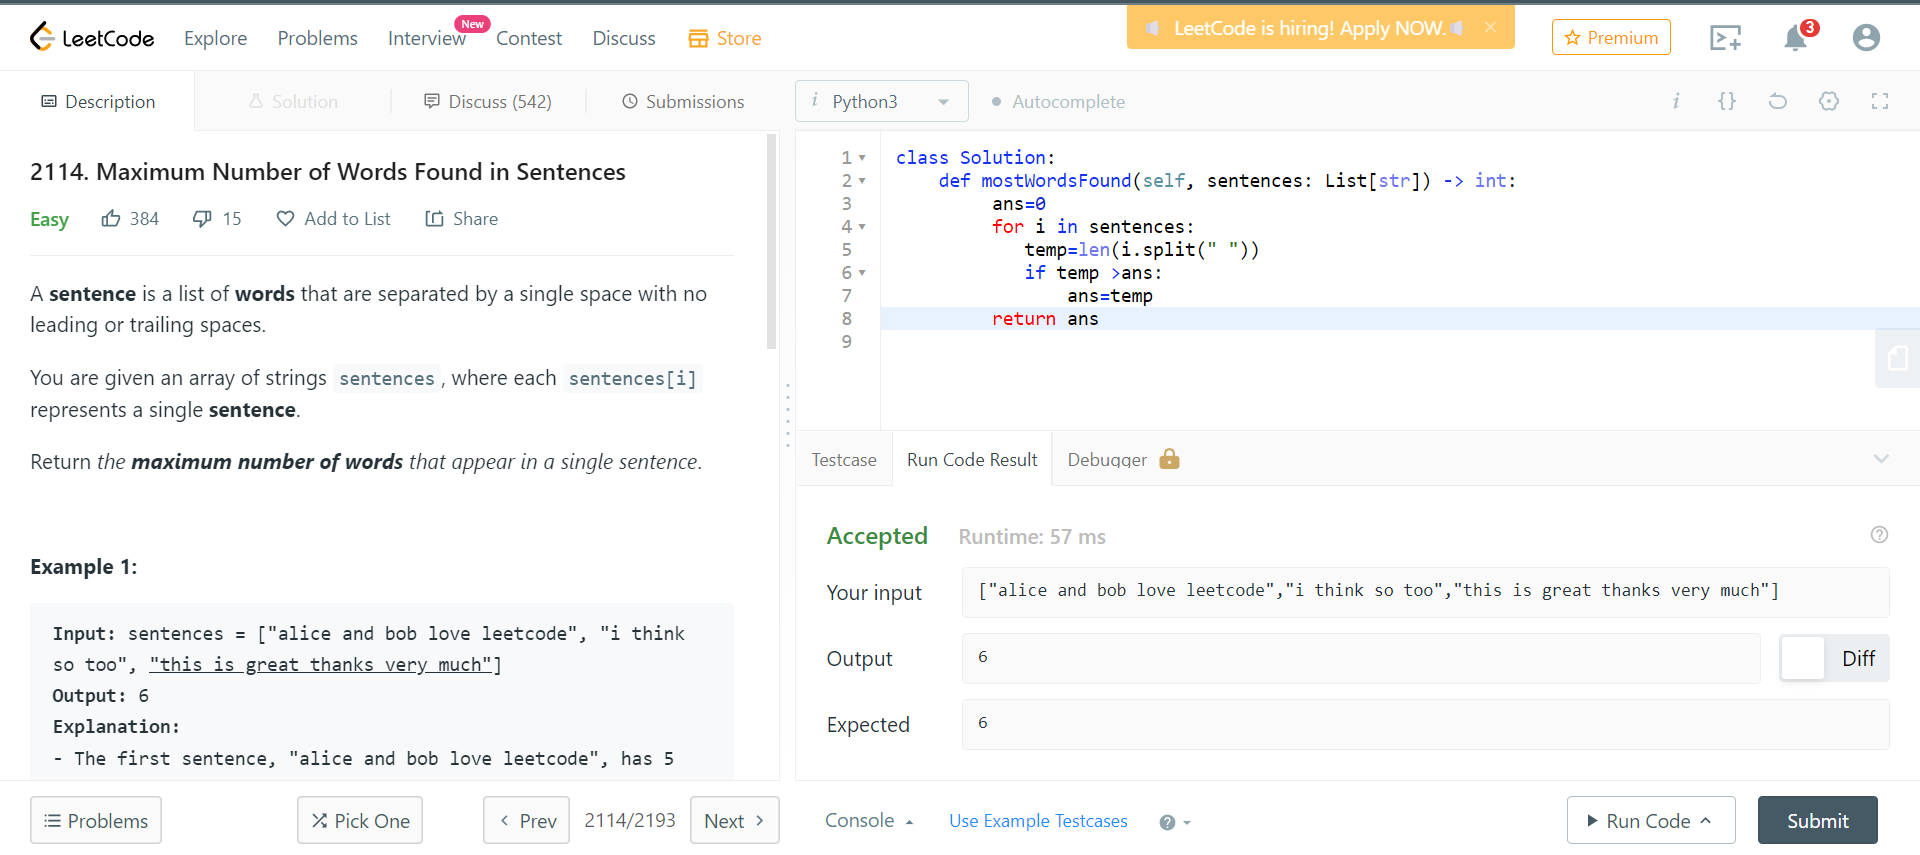 LeetCode Explore Problems Interview New Contest Discuss Store LeetCode is hiring! Apply NOW. × Premium 3
Description Solution Discuss (542) Submissions
i Python3 Autocomplete i {}
2114. Maximum Number of Words Found in Sentences
Easy 384 15 Add to List Share
A sentence is a list of words that are separated by a single space with no
leading or trailing spaces.
You are given an array of strings sentences, where each sentences[i]
represents a single sentence.
Return the maximum number of words that appear in a single sentence.
Example 1:
Input: sentences = ["alice and bob love leetcode", "i think
so too", "this is great thanks very much"]
Output: 6
Explanation:
- The first sentence, "alice and bob love leetcode", has 5
1 class Solution:
2 def mostWordsFound(self, sentences: List[str]) -> int:
3 ans=0
4 for i in sentences:
5 temp=len(i.split(" "))
6 if temp >ans:
7 ans=temp
8 return ans
9
Testcase Run Code Result Debugger
Accepted Runtime: 57 ms
Your input ["alice and bob love leetcode","i think so too","this is great thanks very much"]
Output 6 Diff
Expected 6
Problems Pick One Prev 2114/2193 Next
Console Use Example Testcases ? Run Code Submit